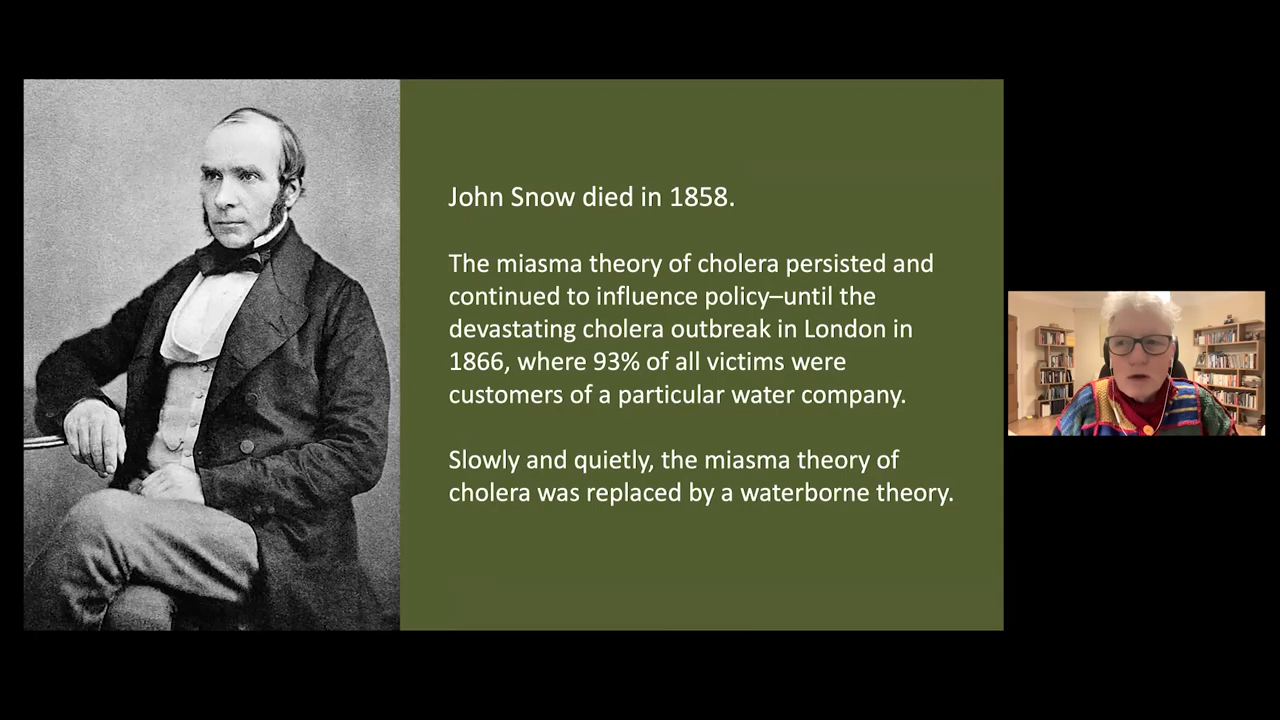 John Snow died in 1858.
The miasma theory of cholera persisted and
continued to influence policy–until the
devastating cholera outbreak in London in
1866, where 93% of all victims were
customers of a particular water company.
Slowly and quietly, the miasma theory of
cholera was replaced by a waterborne theory.